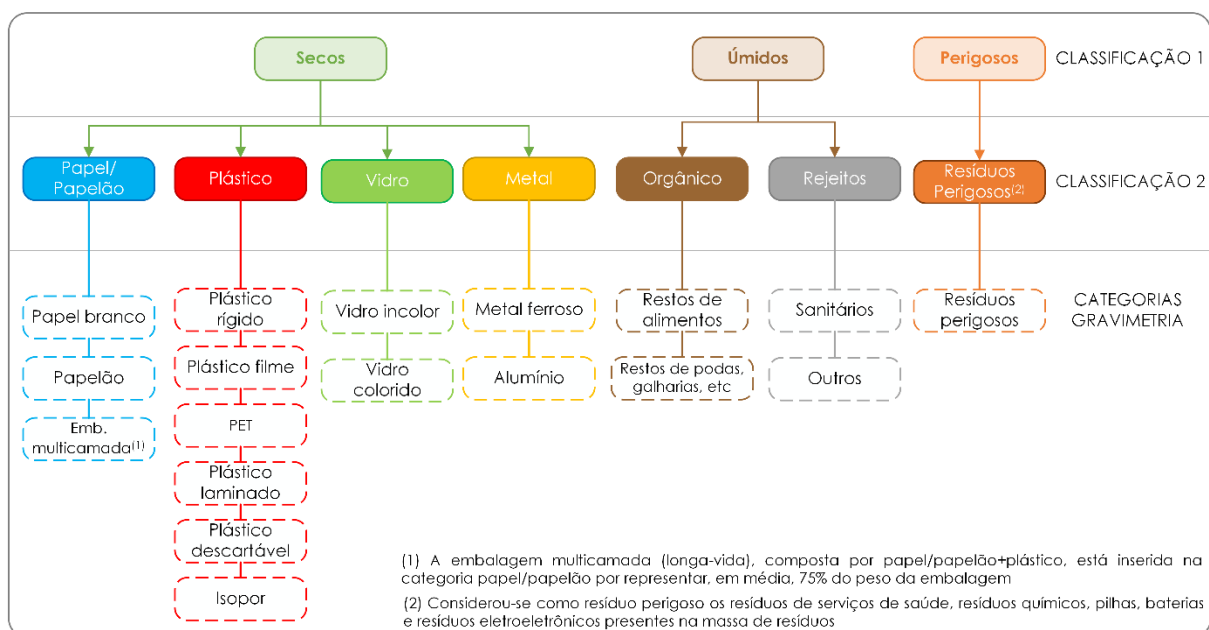 Secos
Úmidos
Perigosos
CLASSIFICAÇÃO 1
Papel/
Papelão
Plástico
Vidro
Metal
Orgânico
Rejeitos
Resíduos
Perigosos(2)
CLASSIFICAÇÃO 2
Papel branco
Papelão
Emb.
multicamada(1)
Plástico
rígido
Plástico filme
PET
Plástico
laminado
Plástico
descartável
Isopor
Vidro incolor
Vidro
colorido
Metal ferroso
Alumínio
Restos de
alimentos
Restos de podas,
galharias, etc
Sanitários
Outros
Resíduos
perigosos
CATEGORIAS
GRAVIMETRIA
(1) A embalagem multicamada (longa-vida), composta por papel/papelão+plástico, está inserida na
categoria papel/papelão por representar, em média, 75% do peso da embalagem
(2) Considerou-se como resíduo perigoso os resíduos de serviços de saúde, resíduos químicos, pilhas, baterias
e resíduos eletroeletrônicos presentes na massa de resíduos